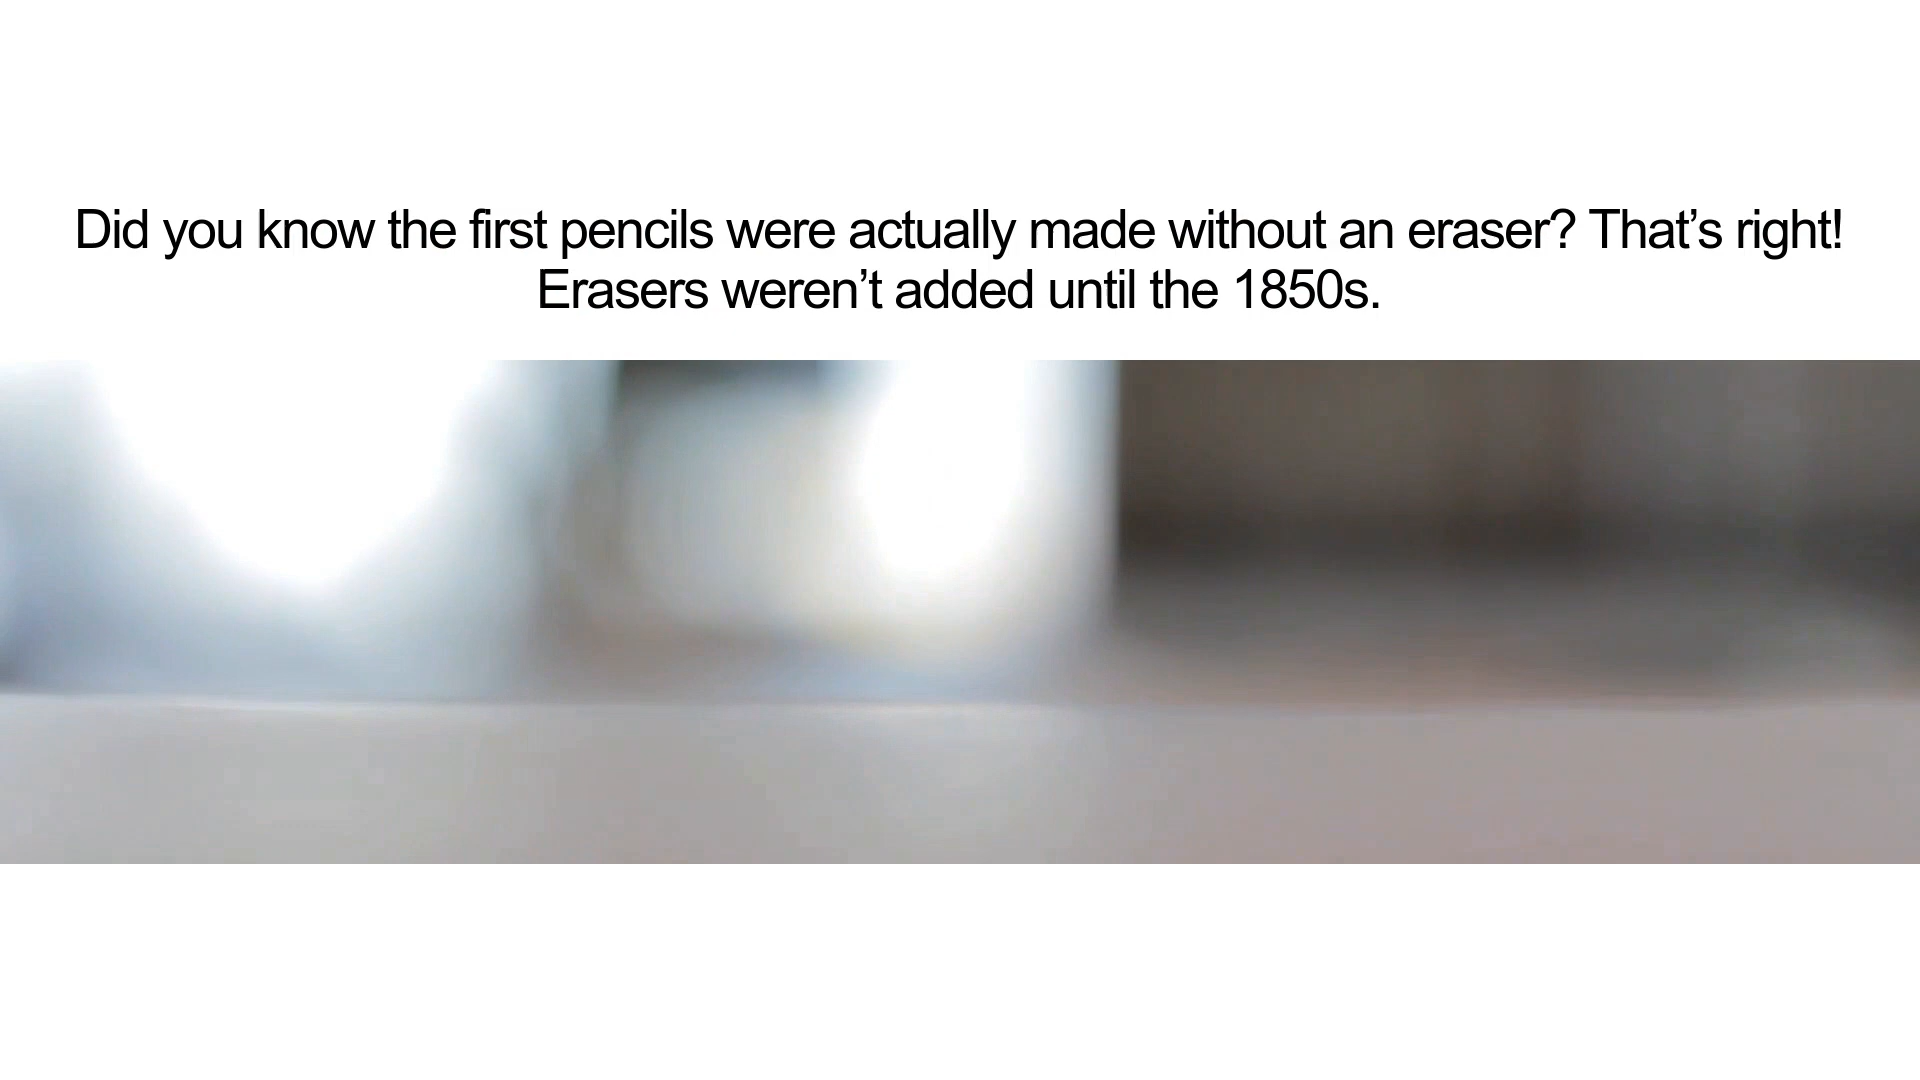 Did you know the first pencils were actually made without an eraser? That’s right!
Erasers weren’t added until the 1850s.